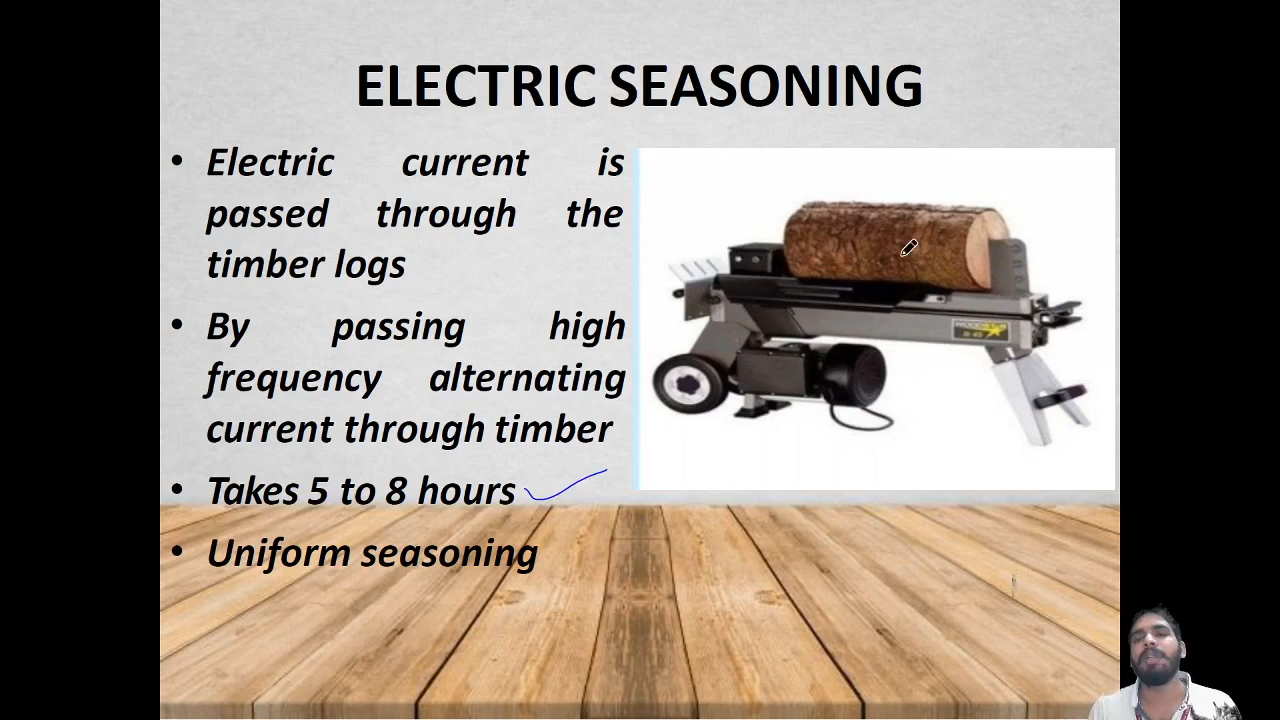 ELECTRIC SEASONING
• Electric current is
passed through the
timber logs
• By passing high
frequency alternating
current through timber
• Takes 5 to 8 hours
• Uniform seasoning